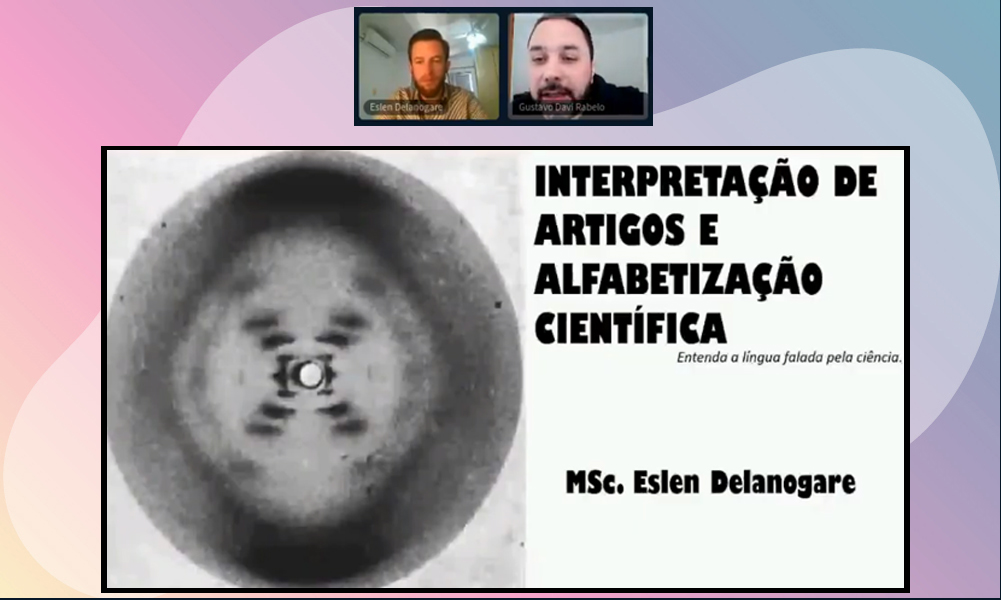 Eslen Delanogare
Gustavo Davi Rabelo
INTERPRETAÇÃO DE
ARTIGOS E
ALFABETIZAÇÃO
CIENTÍFICA
Entenda a língua falada pela ciência.
MSc. Eslen Delanogare